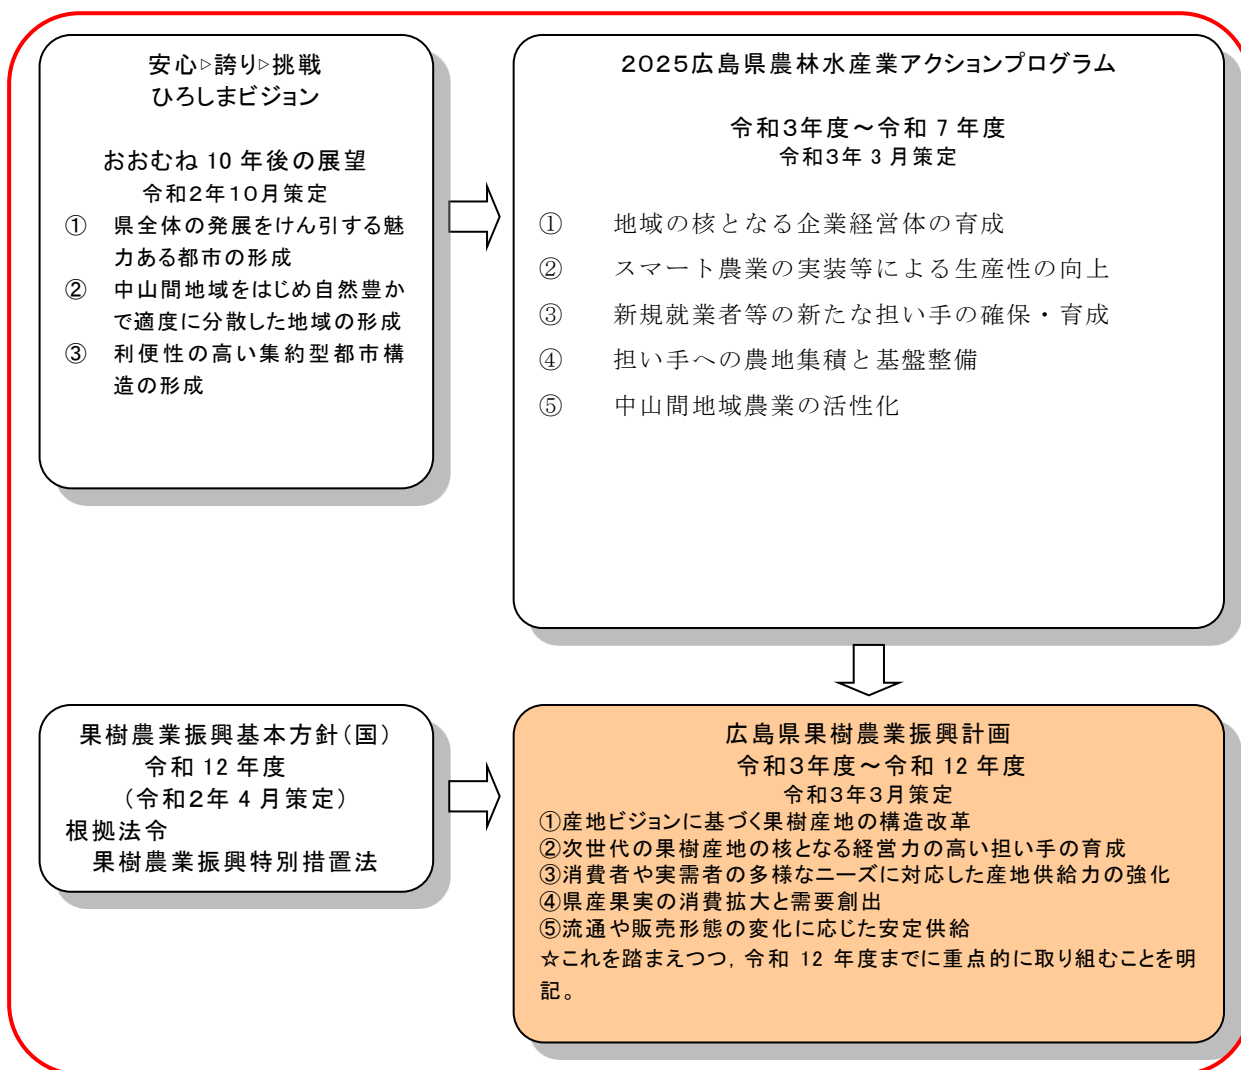 安心▷誇り▷挑戦
ひろしまビジョン
おおむね 10 年後の展望
令和2年10月策定
① 県全体の発展をけん引する魅
力ある都市の形成
② 中山間地域をはじめ自然豊か
で適度に分散した地域の形成
③ 利便性の高い集約型都市構
造の形成
2025広島県農林水産業アクションプログラム
令和3年度～令和 7 年度
令和3年 3 月策定
① 地域の核となる企業経営体の育成
② スマート農業の実装等による生産性の向上
③ 新規就業者等の新たな担い手の確保・育成
④ 担い手への農地集積と基盤整備
⑤ 中山間地域農業の活性化
果樹農業振興基本方針（国）
令和 12 年度
（令和2年 4 月策定）
根拠法令
果樹農業振興特別措置法
広島県果樹農業振興計画
令和3年度～令和 12 年度
令和3年3月策定
①産地ビジョンに基づく果樹産地の構造改革
②次世代の果樹産地の核となる経営力の高い担い手の育成
③消費者や実需者の多様なニーズに対応した産地供給力の強化
④県産果実の消費拡大と需要創出
⑤流通や販売形態の変化に応じた安定供給
☆これを踏まえつつ，令和 12 年度までに重点的に取り組むことを明
記。